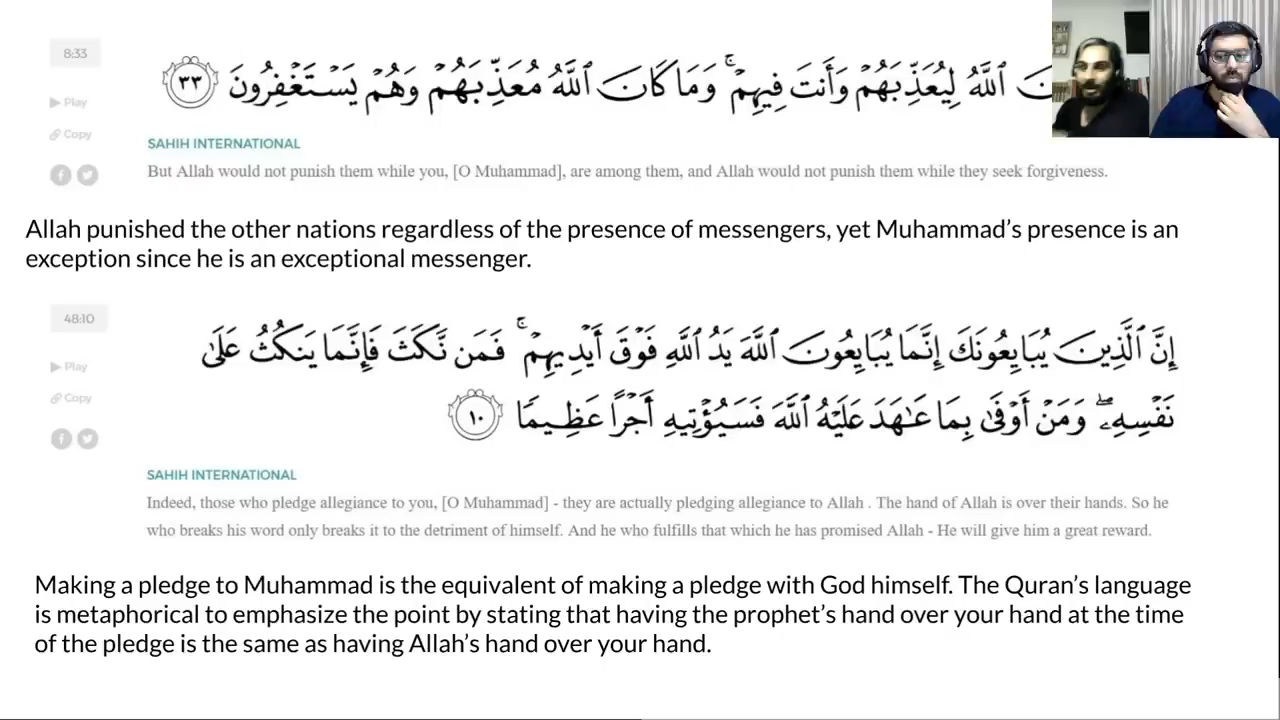 8:33
نَ ٱللَّهُ لِيُعَذِّبَهُمْ وَأَنتَ فِيهِمْ ۚ وَمَا كَانَ ٱللَّهُ مُعَذِّبَهُمْ وَهُمْ يَسْتَغْفِرُونَ ٣٣
Play
Copy
SAHIH INTERNATIONAL
But Allah would not punish them while you, [O Muhammad], are among them, and Allah would not punish them while they seek forgiveness.
Allah punished the other nations regardless of the presence of messengers, yet Muhammad’s presence is an
exception since he is an exceptional messenger.
48:10
إِنَّ ٱلَّذِينَ يُبَايِعُونَكَ إِنَّمَا يُبَايِعُونَ ٱللَّهَ يَدُ ٱللَّهِ فَوْقَ أَيْدِيهِمْ ۚ فَمَن نَّكَثَ فَإِنَّمَا يَنكُثُ عَلَىٰ
Play
Copy
نَفْسِهِۦ ۖ وَمَنْ أَوْفَىٰ بِمَا عَـٰهَدَ عَلَيْهُ ٱللَّهَ فَسَيُؤْتِيهِ أَجْرًا عَظِيمًا ١٠
SAHIH INTERNATIONAL
Indeed, those who pledge allegiance to you, [O Muhammad] - they are actually pledging allegiance to Allah . The hand of Allah is over their hands. So he
who breaks his word only breaks it to the detriment of himself. And he who fulfills that which he has promised Allah - He will give him a great reward.
Making a pledge to Muhammad is the equivalent of making a pledge with God himself. The Quran’s language
is metaphorical to emphasize the point by stating that having the prophet’s hand over your hand at the time
of the pledge is the same as having Allah’s hand over your hand.